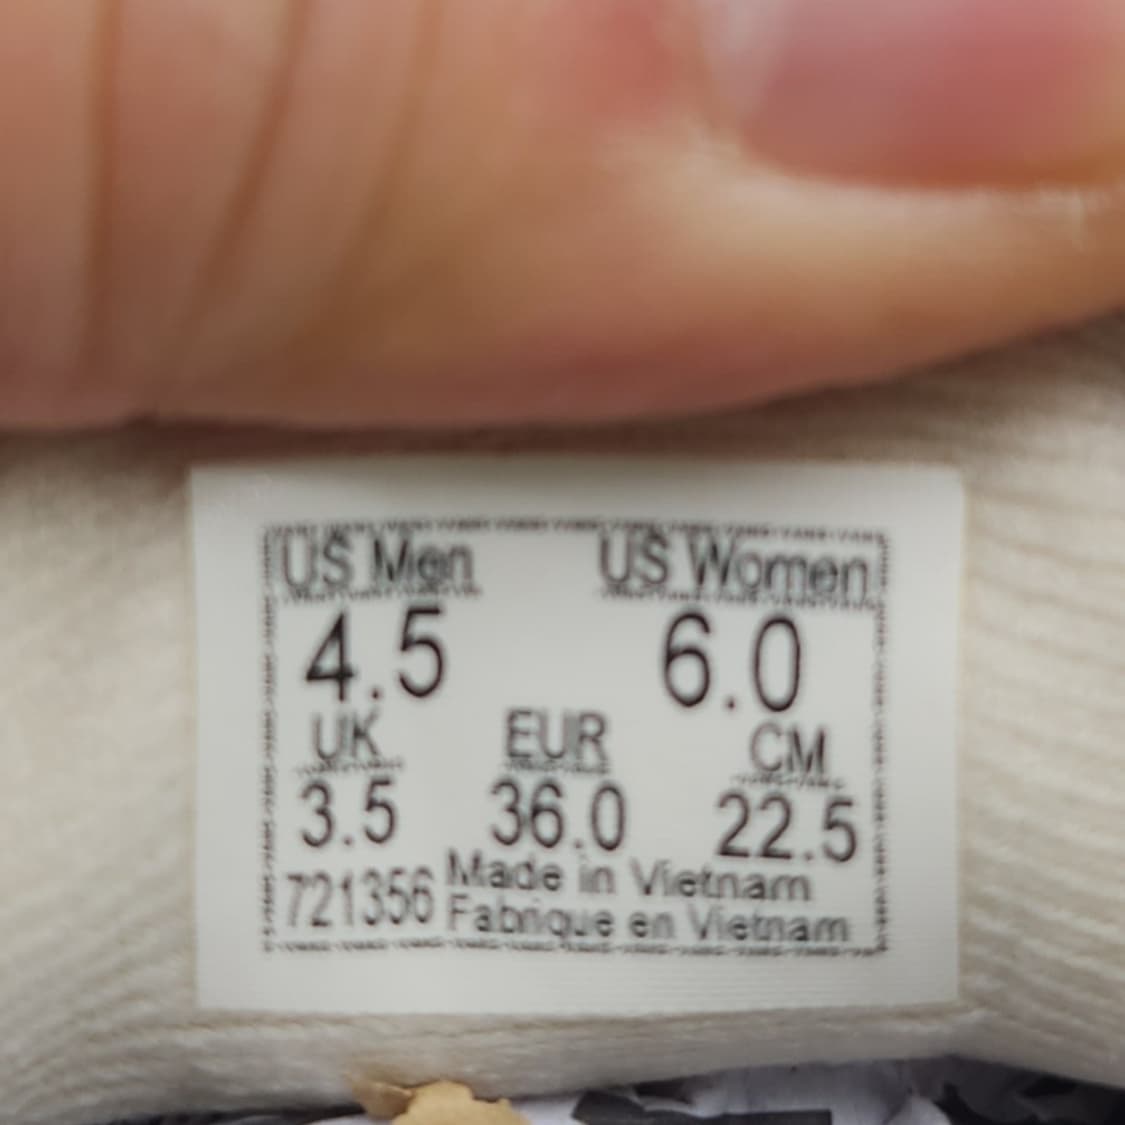 US Men US Women
4.5 6.0
UK EUR CM
3.5 36.0 22.5
721356 Made in Vietnam
Fabrique en Vietnam